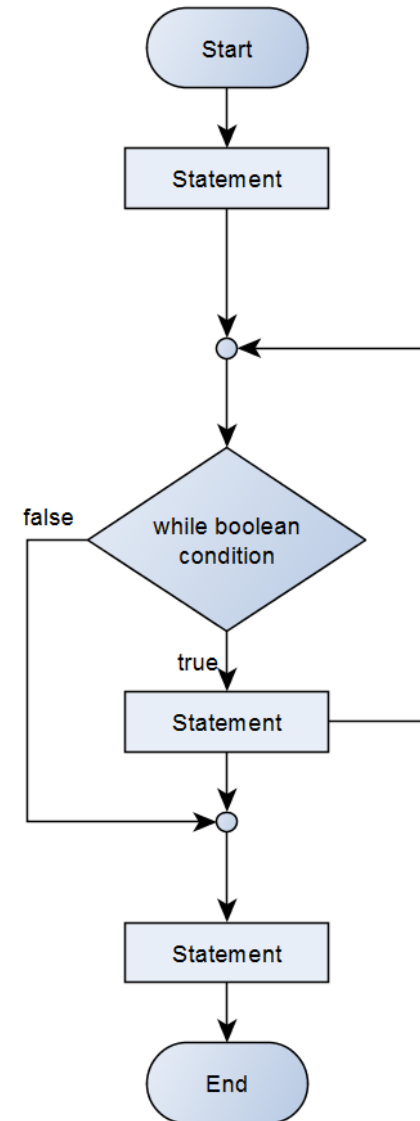 Start
Statement
false
while boolean
condition
true
Statement
Statement
End